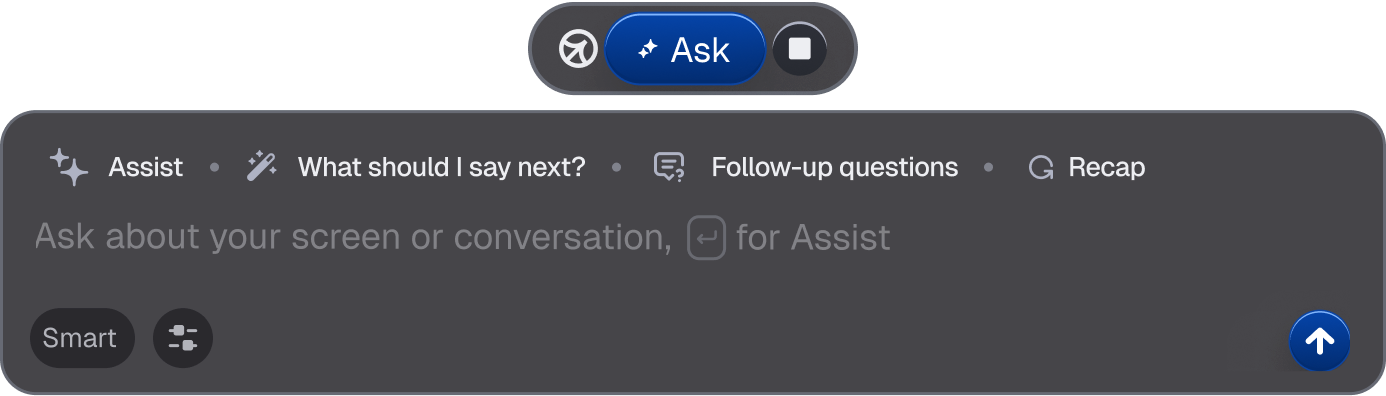 Ask
Assist • What should I say next? • Follow-up questions • Recap
Ask about your screen or conversation, ↵ for Assist
Smart